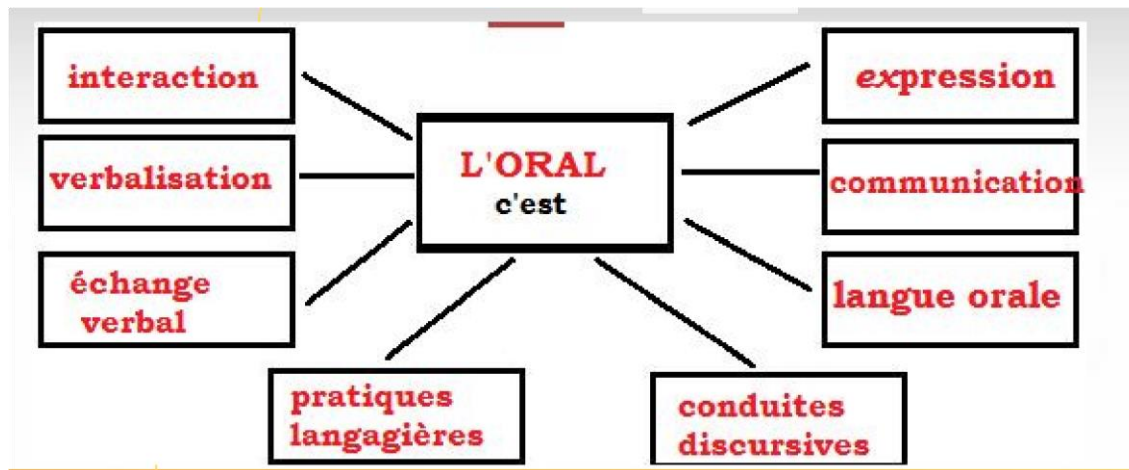 interaction
expression
L'ORAL
c'est
verbalisation
communication
échange
verbal
langue orale
pratiques
langagières
conduites
discursives